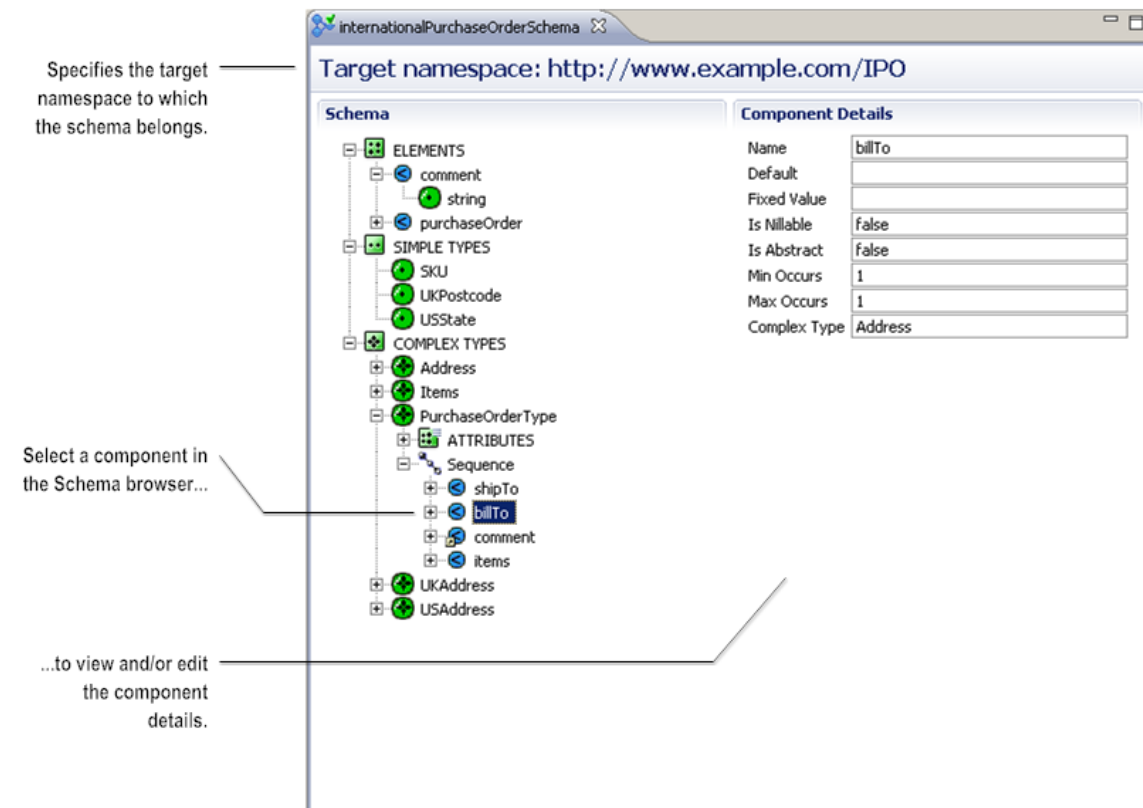 internationalPurchaseOrderSchema
Target namespace: http://www.example.com/IPO
Specifies the target
namespace to which
the schema belongs.
Schema
ELEMENTS
comment
string
purchaseOrder
SIMPLE TYPES
SKU
UKPostcode
USState
COMPLEX TYPES
Address
Items
PurchaseOrderType
ATTRIBUTES
Sequence
shipTo
billTo
comment
items
UKAddress
USAddress
Component Details
Name billTo
Default
Fixed Value
Is Nillable false
Is Abstract false
Min Occurs 1
Max Occurs 1
Complex Type Address
Select a component in
the Schema browser...
...to view and/or edit
the component
details.